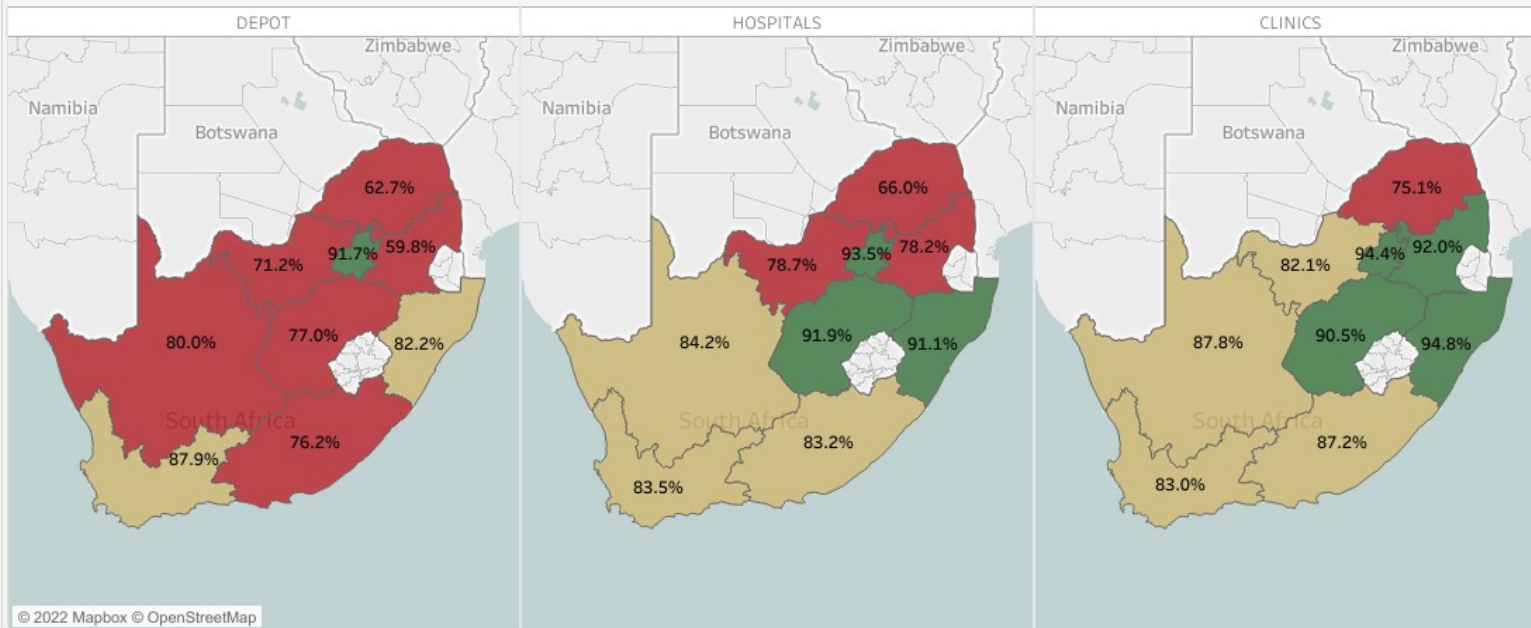 DEPOT
Zimbabwe
Namibia
Botswana
62.7%
91.7%
59.8%
71.2%
80.0%
77.0%
82.2%
South Africa
76.2%
87.9%
© 2022 Mapbox © OpenStreetMap
HOSPITALS
Zimbabwe
Namibia
Botswana
66.0%
93.5%
78.2%
78.7%
84.2%
91.9%
91.1%
South Africa
83.2%
83.5%
CLINICS
Zimbabwe
Namibia
Botswana
75.1%
94.4%
92.0%
82.1%
87.8%
90.5%
94.8%
South Africa
87.2%
83.0%